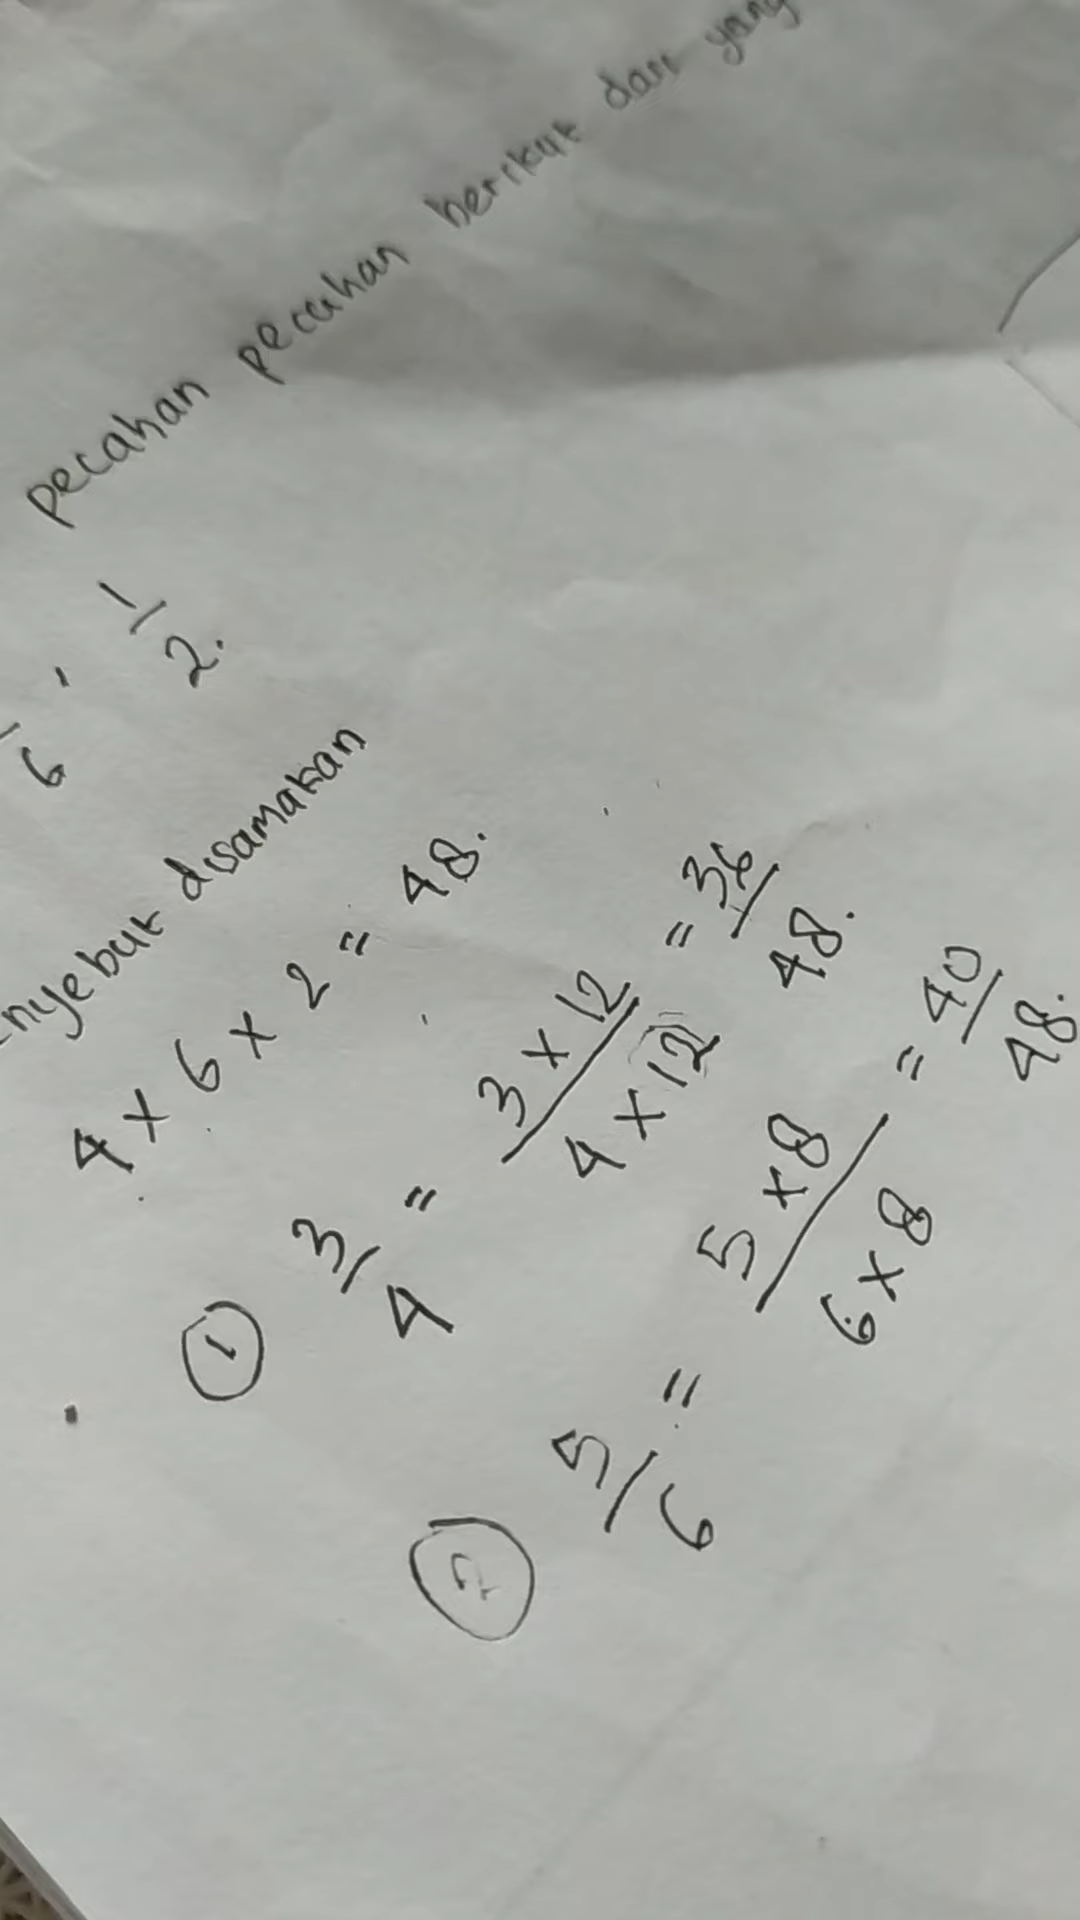 pecahan pecahan berikut dari yang
6 , 1/2.
nyebut disamakan
4 x 6 x 2 = 48.
① 3/4 = 3 x 12 / 4 x 12 = 36/48.
② 5/6 = 5 x 8 / 6 x 8 = 40/48.